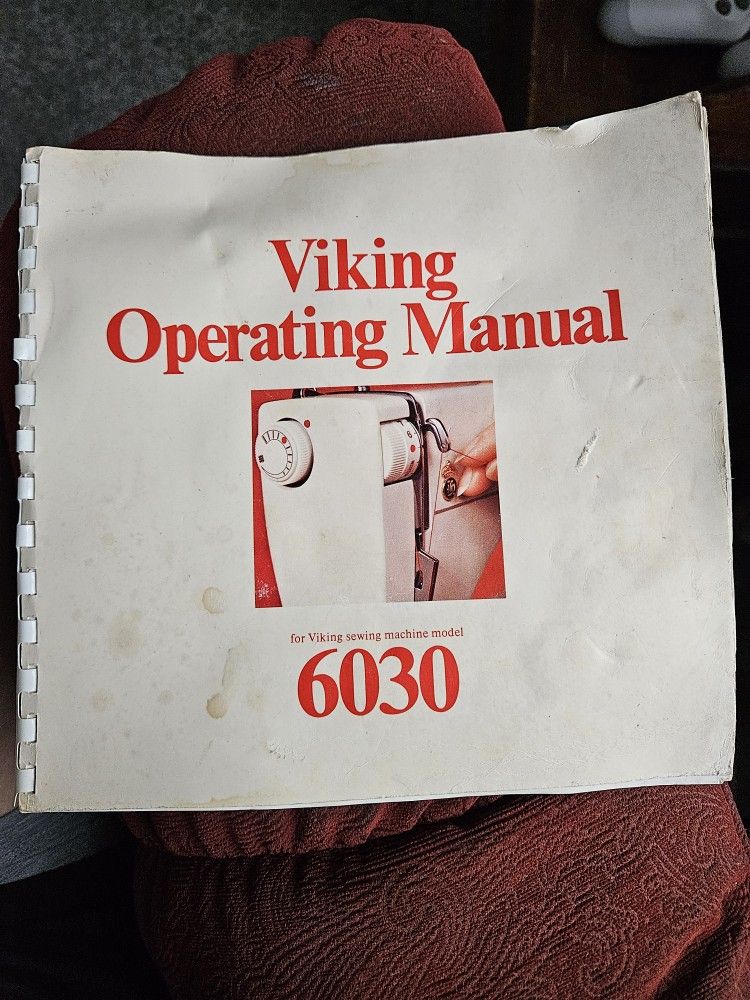 Viking
Operating Manual
for Viking sewing machine model
6030